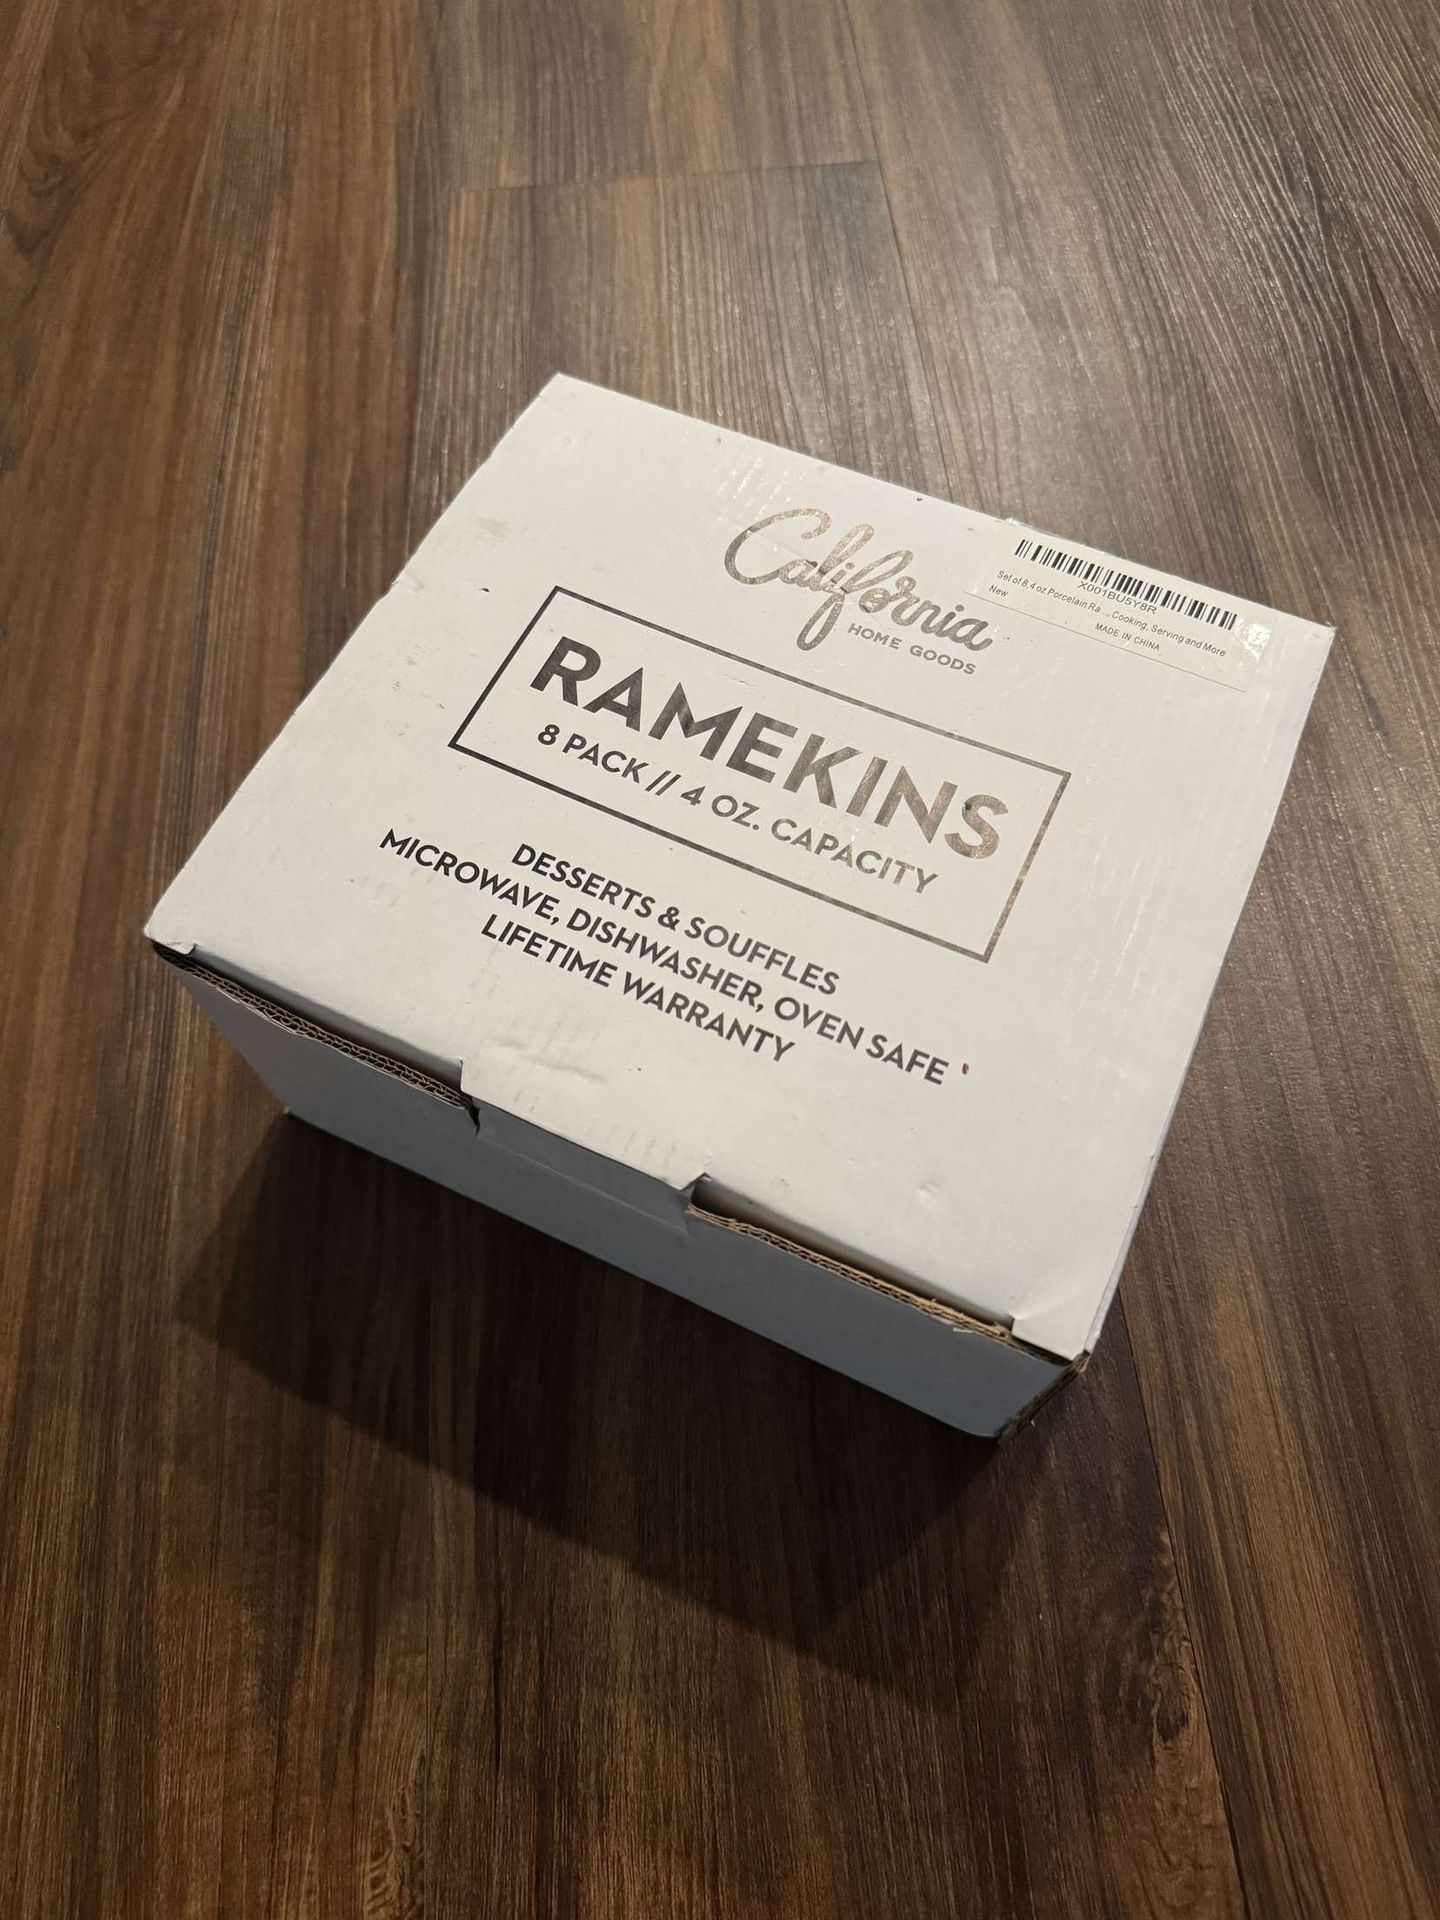 California
HOME GOODS
X001BU5Y8R
Set of 8, 4 oz Porcelain Ra... Cooking, Serving and More
New
MADE IN CHINA
RAMEKINS
8 PACK // 4 OZ. CAPACITY
DESSERTS & SOUFFLES
MICROWAVE, DISHWASHER, OVEN SAFE
LIFETIME WARRANTY